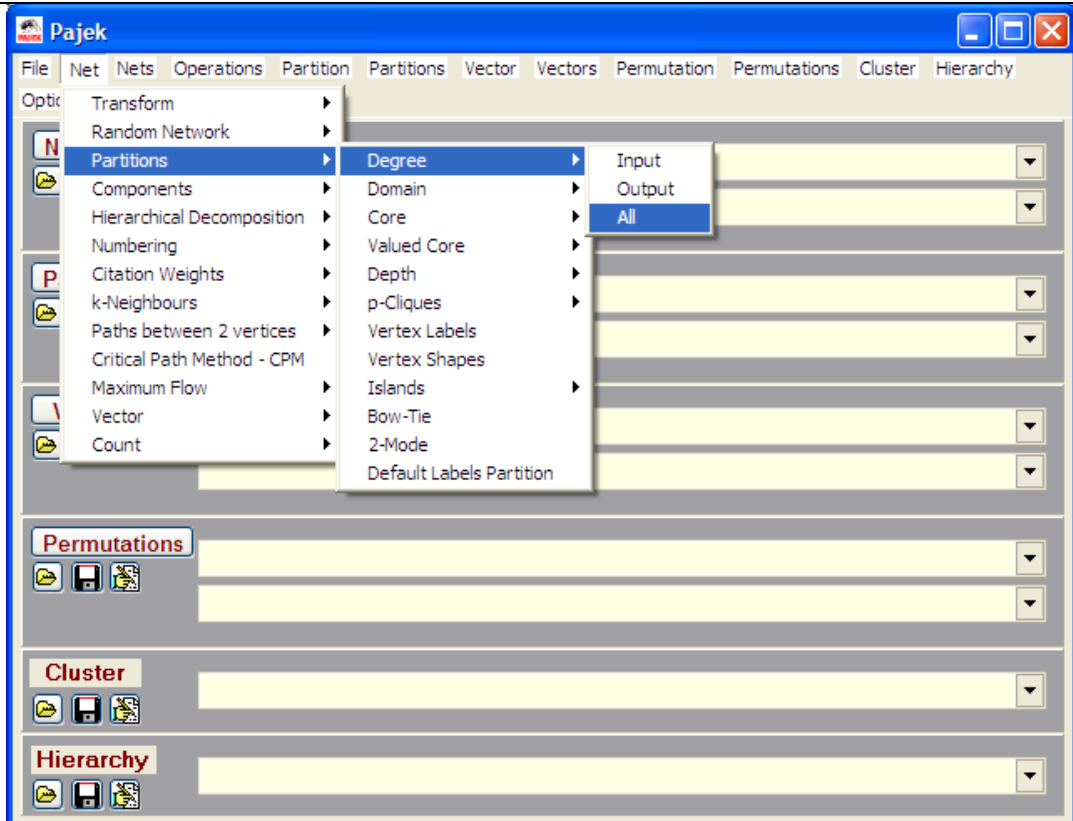 Pajek
File Net Nets Operations Partition Partitions Vector Vectors Permutation Permutations Cluster Hierarchy
Optio
Transform
Random Network
Partitions
Components
Hierarchical Decomposition
Numbering
Citation Weights
k-Neighbours
Paths between 2 vertices
Critical Path Method - CPM
Maximum Flow
Vector
Count
Degree
Domain
Core
Valued Core
Depth
p-Cliques
Vertex Labels
Vertex Shapes
Islands
Bow-Tie
2-Mode
Default Labels Partition
Input
Output
All
N
P
Permutations
Cluster
Hierarchy